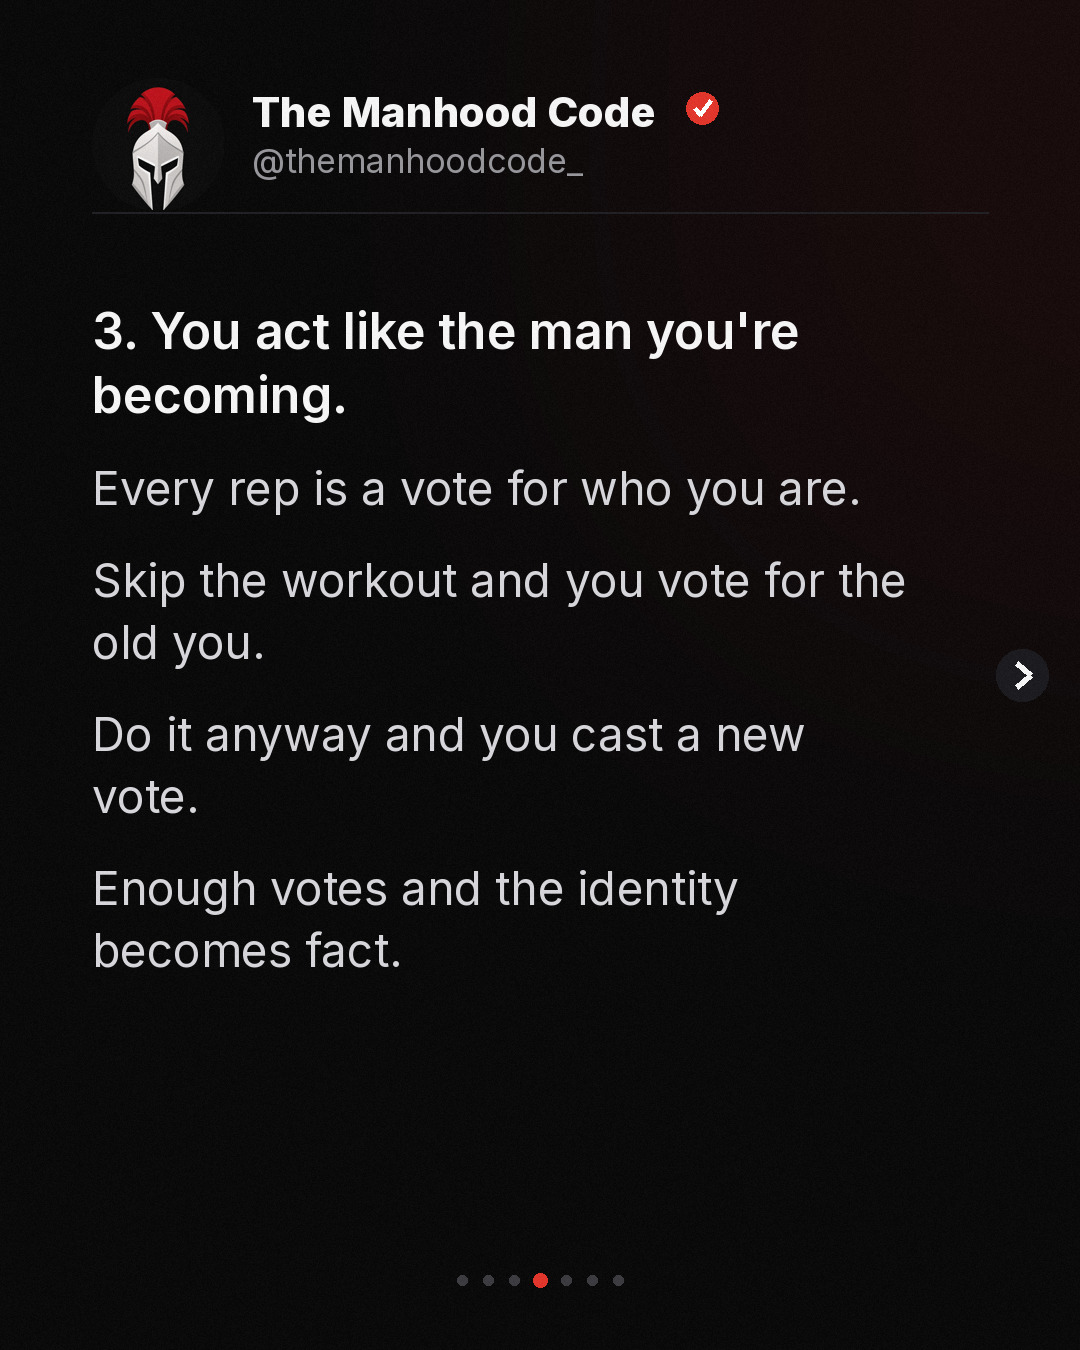 The Manhood Code
@themanhoodcode_
3. You act like the man you're
becoming.
Every rep is a vote for who you are.
Skip the workout and you vote for the
old you.
Do it anyway and you cast a new
vote.
Enough votes and the identity
becomes fact.